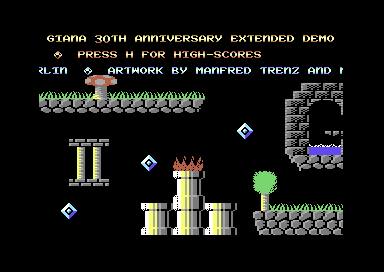 GIANA 30TH ANNIVERSARY EXTENDED DEMO
PRESS H FOR HIGH-SCORES
RLIN ARTWORK BY MANFRED TRENZ AND